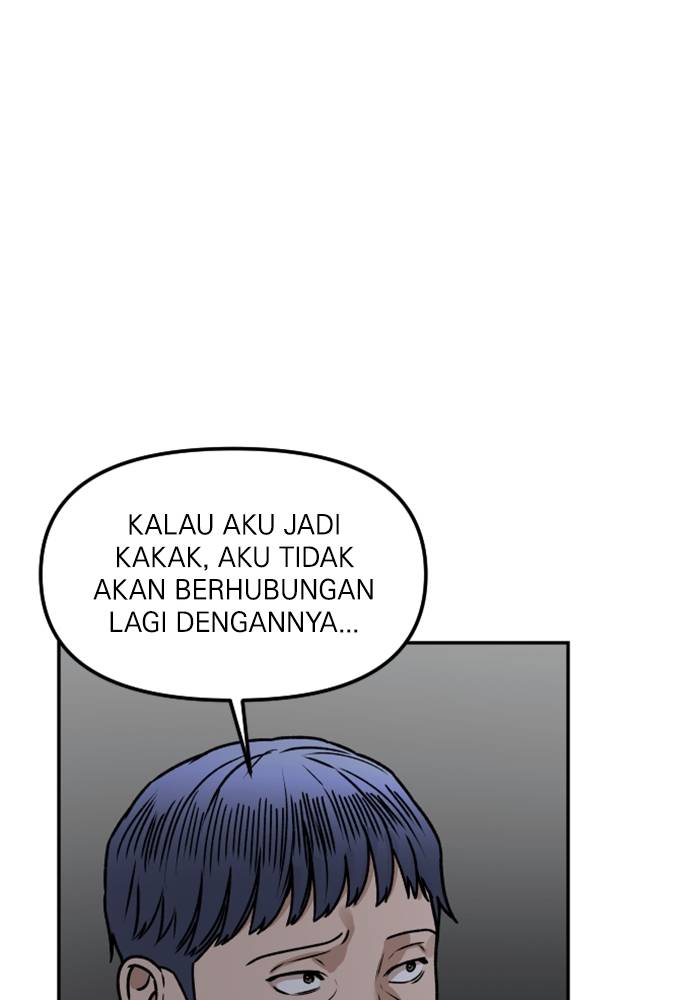 KALAU AKU JADI
KAKAK, AKU TIDAK
AKAN BERHUBUNGAN
LAGI DENGANNYA...